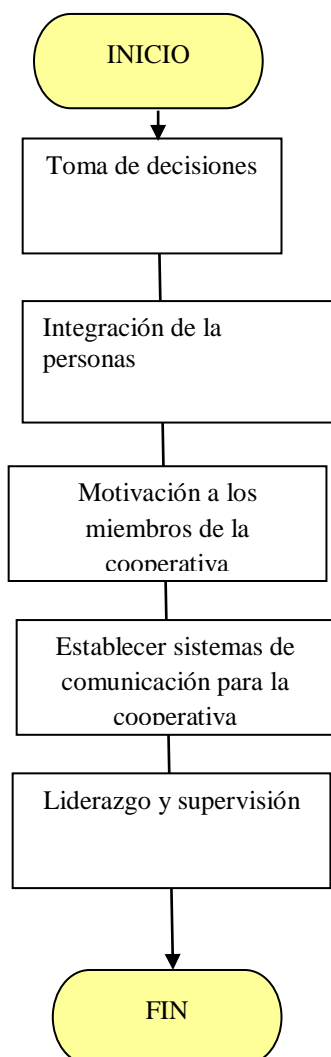 INICIO
Toma de decisiones
Integración de la
personas
Motivación a los
miembros de la
cooperativa
Establecer sistemas de
comunicación para la
cooperativa
Liderazgo y supervisión
FIN